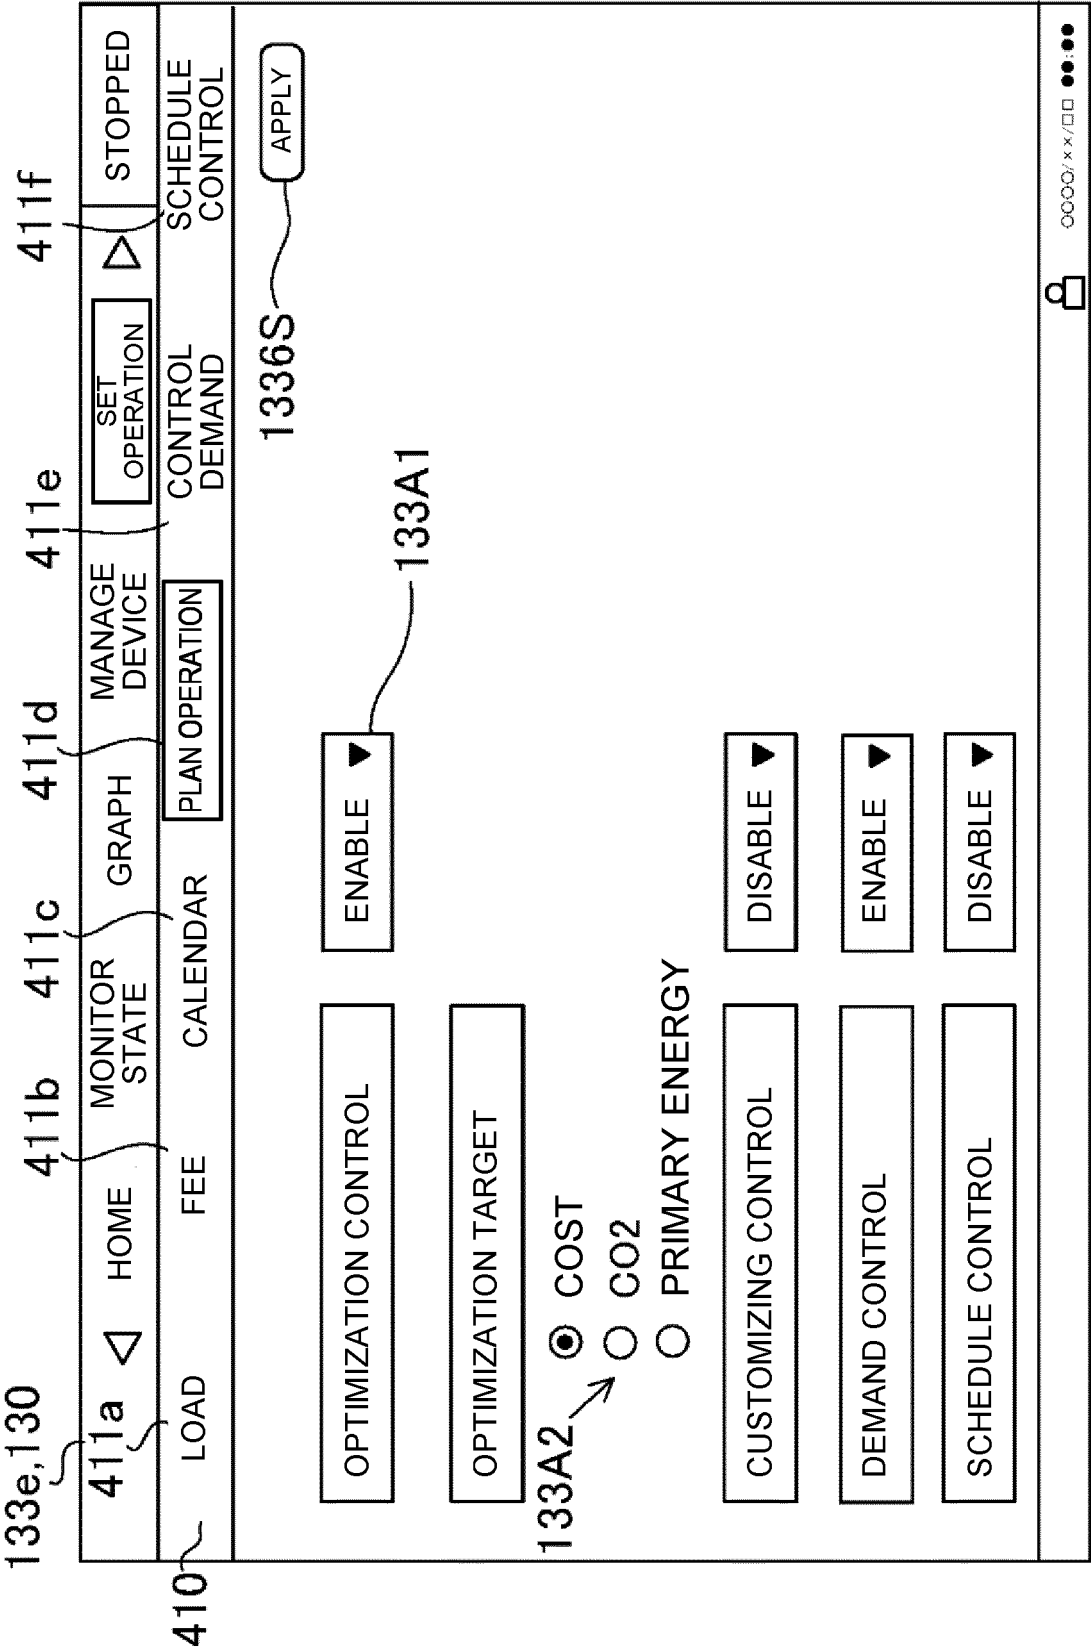 133e,130
411a
411b
411c
411d
411e
411f
410
HOME
MONITOR
STATE
GRAPH
MANAGE
DEVICE
SET
OPERATION
STOPPED
LOAD
FEE
CALENDAR
PLAN OPERATION
CONTROL
DEMAND
SCHEDULE
CONTROL
APPLY
1336S
OPTIMIZATION CONTROL
ENABLE
133A1
OPTIMIZATION TARGET
133A2
COST
CO2
PRIMARY ENERGY
CUSTOMIZING CONTROL
DISABLE
DEMAND CONTROL
ENABLE
SCHEDULE CONTROL
DISABLE
○○○○/××/□□ ●●:●●